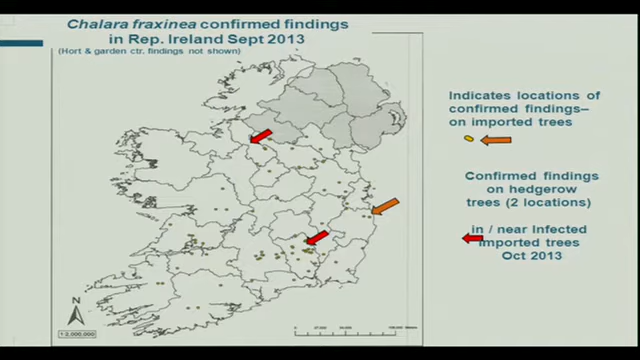 Chalara fraxinea confirmed findings
in Rep. Ireland Sept 2013
(Hort & garden ctr. findings not shown)
Indicates locations of
confirmed findings–
on imported trees
Confirmed findings
on hedgerow
trees (2 locations)
in / near Infected
imported trees
Oct 2013
N
1:2,000,000